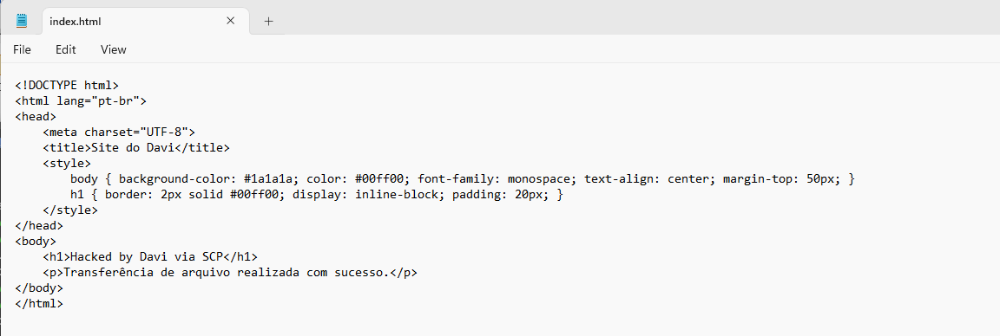 index.html
File Edit View
<!DOCTYPE html>
<html lang="pt-br">
<head>
    <meta charset="UTF-8">
    <title>Site do Davi</title>
    <style>
        body { background-color: #1a1a1a; color: #00ff00; font-family: monospace; text-align: center; margin-top: 50px; }
        h1 { border: 2px solid #00ff00; display: inline-block; padding: 20px; }
    </style>
</head>
<body>
    <h1>Hacked by Davi via SCP</h1>
    <p>Transferência de arquivo realizada com sucesso.</p>
</body>
</html>